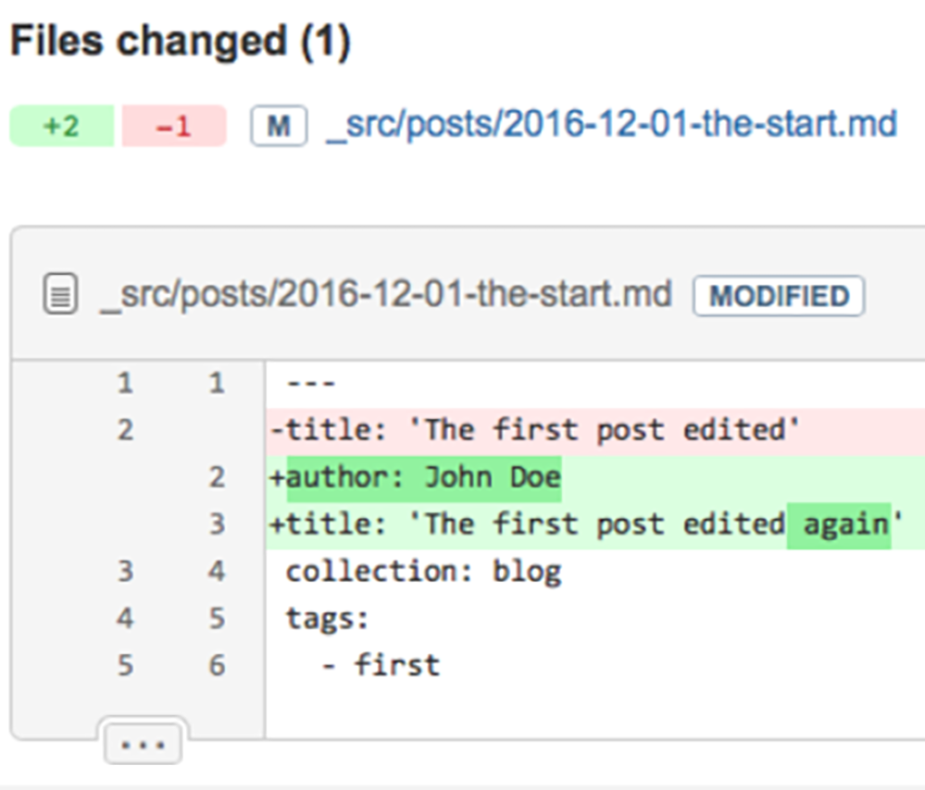 Files changed (1)
+2 −1 M _src/posts/2016-12-01-the-start.md
_src/posts/2016-12-01-the-start.md MODIFIED
1 1 ---
2 -title: 'The first post edited'
2 +author: John Doe
3 +title: 'The first post edited again'
3 4 collection: blog
4 5 tags:
5 6 - first
...